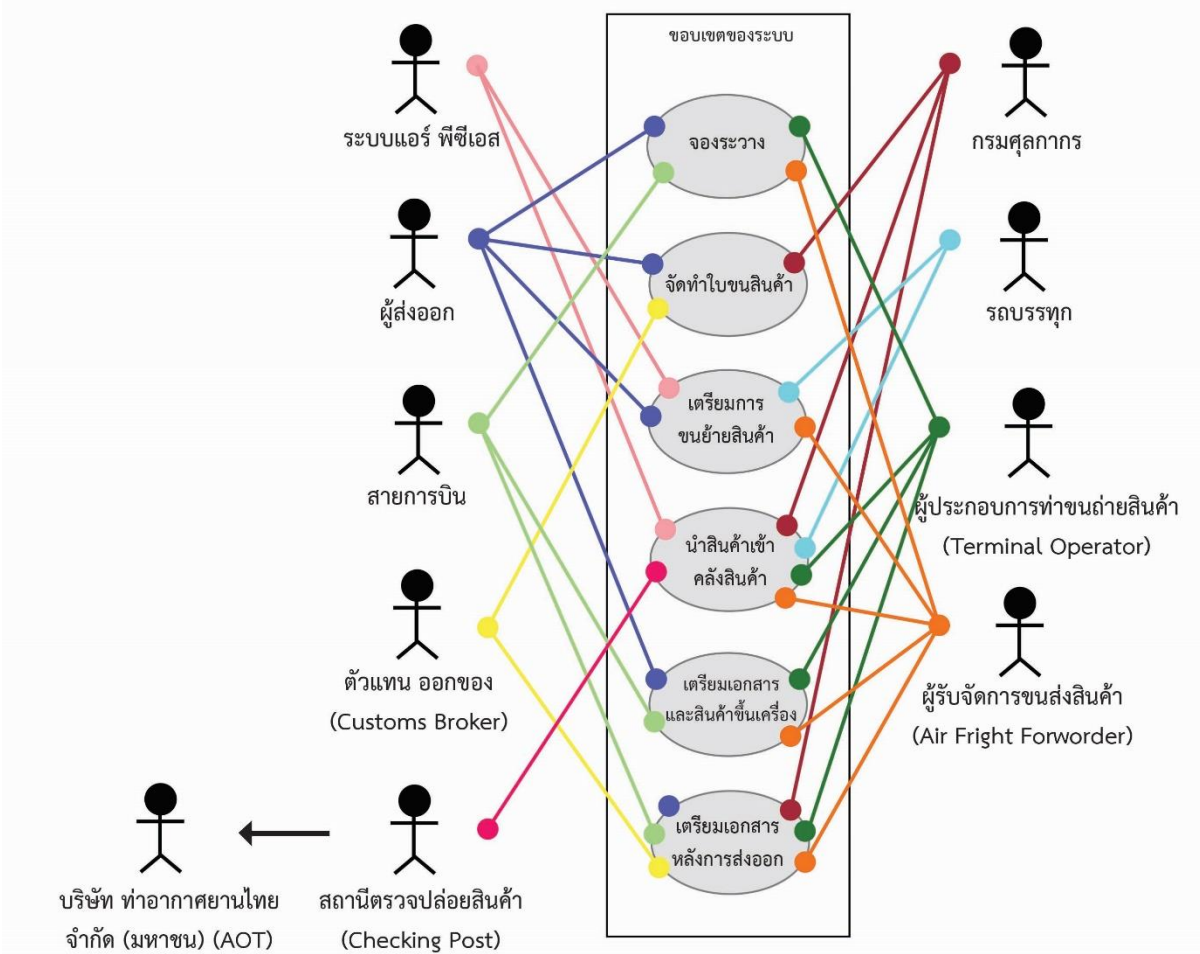 ขอบเขตของระบบ
ระบบแอร์ พีซีเอส
จองระวาง
กรมศุลกากร
ผู้ส่งออก
จัดทำใบขนสินค้า
รถบรรทุก
เตรียมการ
ขนย้ายสินค้า
สายการบิน
ผู้ประกอบการท่าขนถ่ายสินค้า
(Terminal Operator)
นำสินค้าเข้า
คลังสินค้า
ตัวแทน ออกของ
(Customs Broker)
เตรียมเอกสาร
และสินค้าขึ้นเครื่อง
ผู้รับจัดการขนส่งสินค้า
(Air Fright Forworder)
เตรียมเอกสาร
หลังการส่งออก
บริษัท ท่าอากาศยานไทย
จำกัด (มหาชน) (AOT)
สถานีตรวจปล่อยสินค้า
(Checking Post)